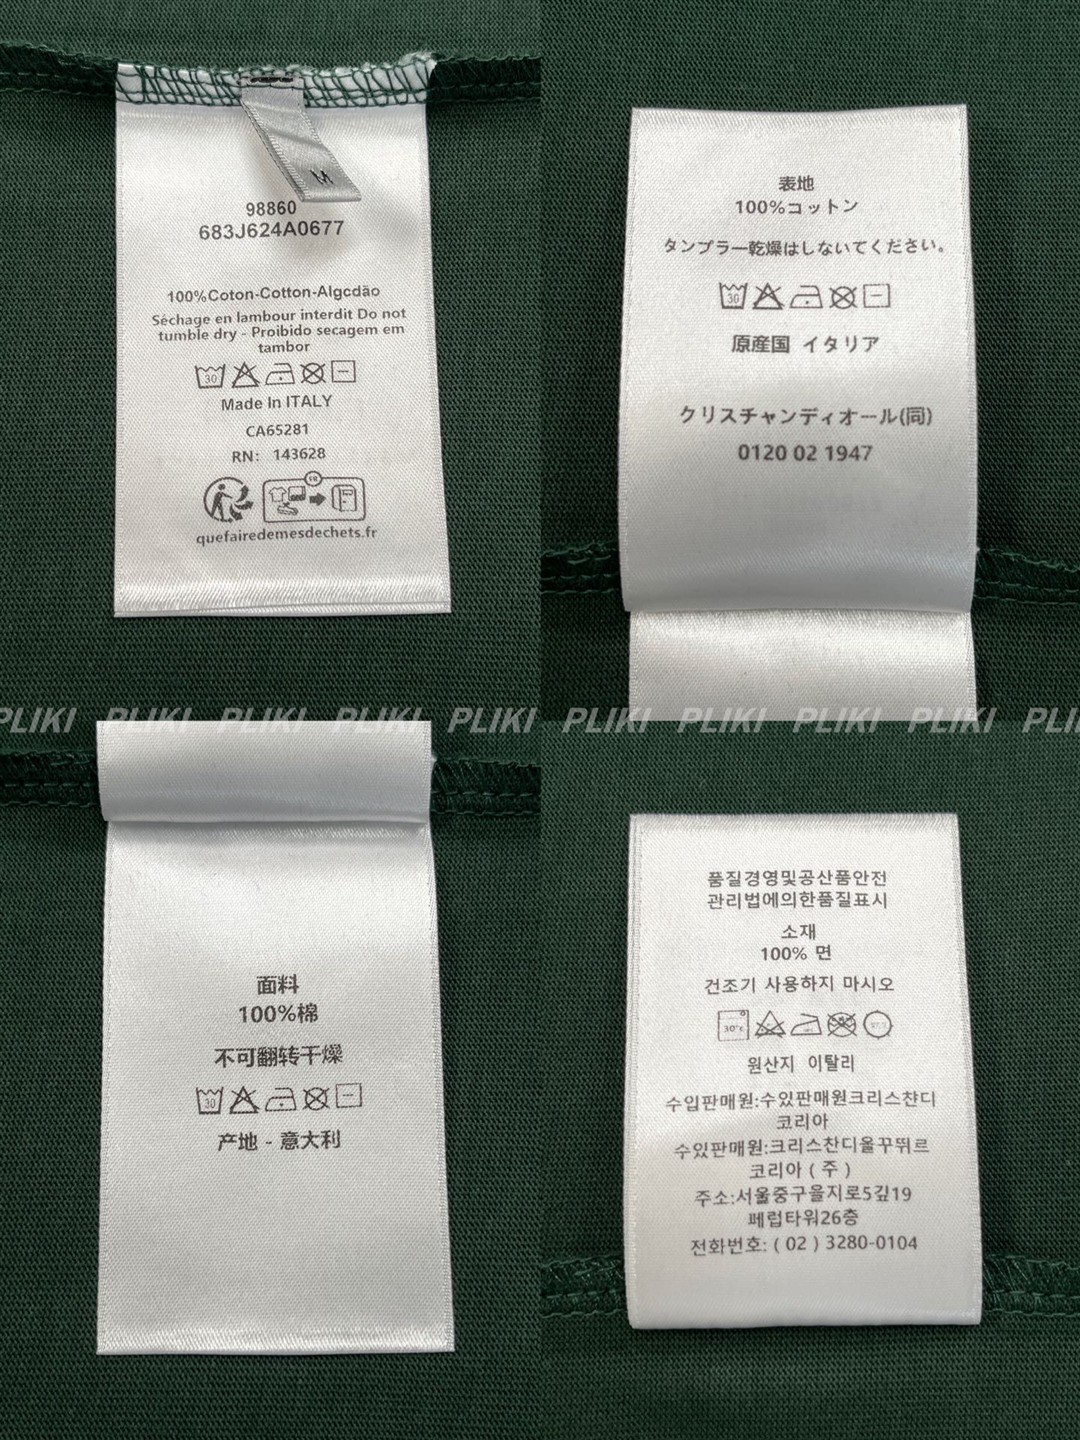 M
98860
683J624A0677
100%Coton-Cotton-Algcdão
Séchage en lambour interdit Do not
tumble dry - Proibido secagem em
tambor
30
Made In ITALY
CA65281
RN: 143628
FR
quefairedemesdechets.fr
表地
100%コットン
タンブラー乾燥はしないてください。
30
原産国 イタリア
クリスチャンディオール(同)
0120 02 1947
PLIKI PLIKI PLIKI PLIKI PLIKI PLIKI PLIKI PLIKI PLIKI PLI
面料
100%棉
不可翻转干燥
30
产地 - 意大利
품질경영및공산품안전
관리법에의한품질표시
소재
100% 면
건조기 사용하지 마시오
30°c
원산지 이탈리
수입판매원:수있판매원크리스챤디
코리아
수있판매원:크리스찬디올꾸뛰르
코리아 ( 주 )
주소:서울중구을지로5깊19
페럽타워26층
전화번호: ( 02 ) 3280-0104